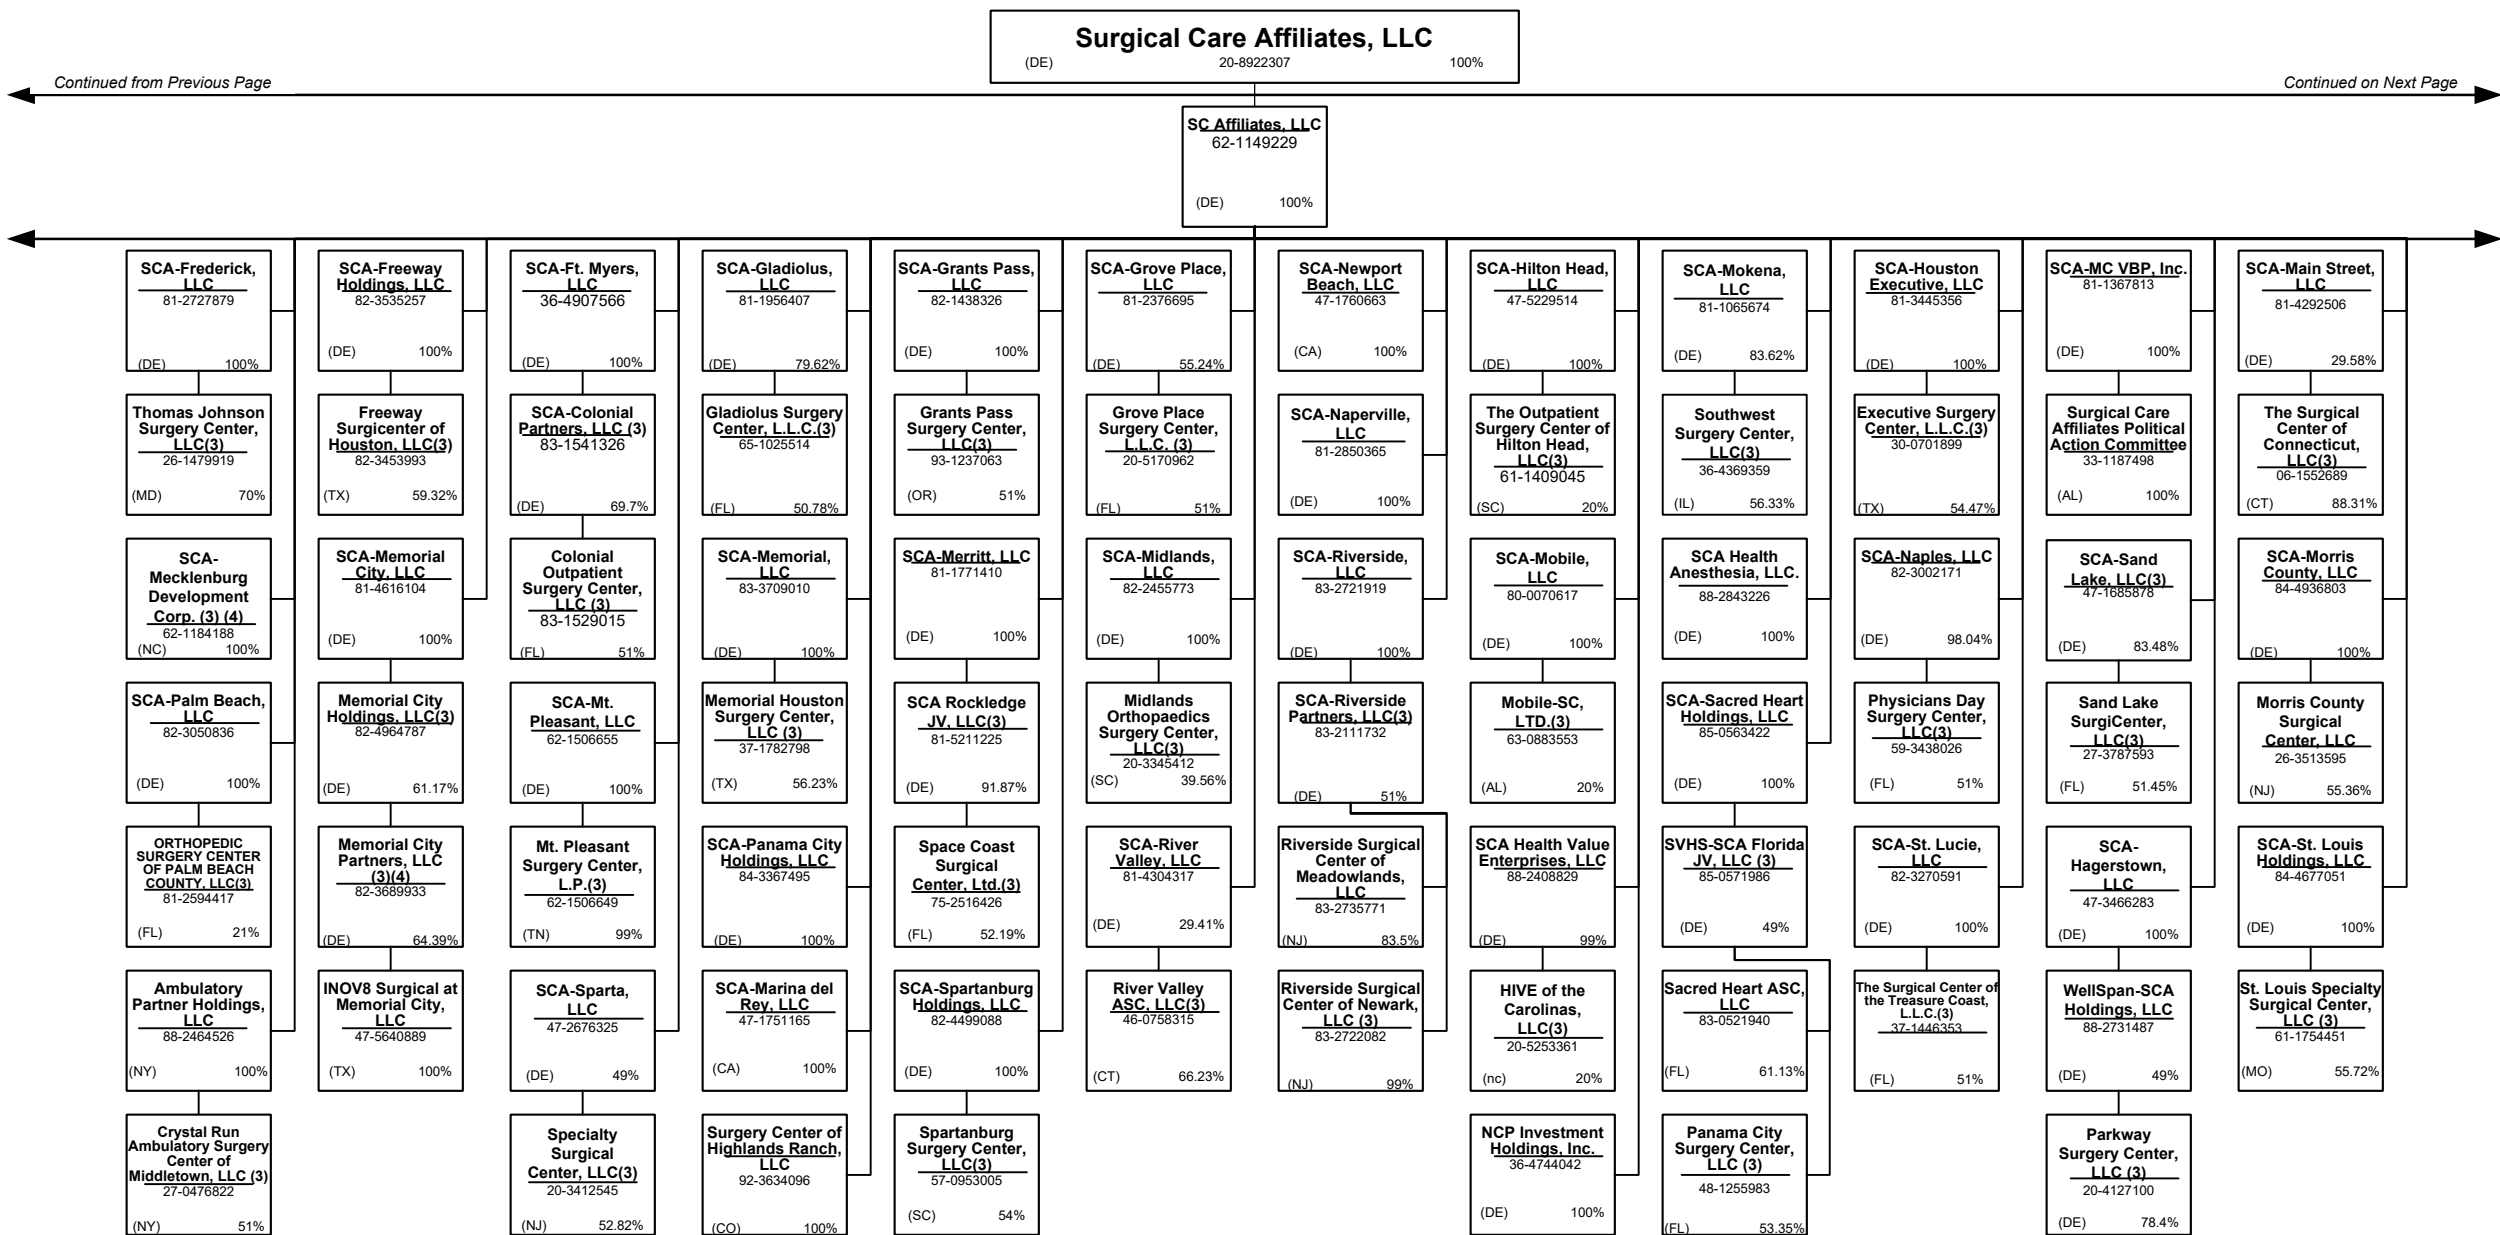 Surgical Care Affiliates, LLC
(DE) 20-8922307 100%
Continued from Previous Page
Continued on Next Page
SC Affiliates, LLC
62-1149229
(DE) 100%
SCA-Frederick,
LLC
81-2727879
(DE) 100%
Thomas Johnson
Surgery Center,
LLC(3)
26-1479919
(MD) 70%
SCA-
Mecklenburg
Development
Corp. (3) (4)
62-1184188
(NC) 100%
SCA-Palm Beach,
LLC
82-3050836
(DE) 100%
ORTHOPEDIC
SURGERY CENTER
OF PALM BEACH
COUNTY, LLC(3)
81-2594417
(FL) 21%
Ambulatory
Partner Holdings,
LLC
88-2464526
(NY) 100%
Crystal Run
Ambulatory Surgery
Center of
Middletown, LLC (3)
27-0476822
(NY) 51%
SCA-Freeway
Holdings, LLC
82-3535257
(DE) 100%
Freeway
Surgicenter of
Houston, LLC(3)
82-3453993
(TX) 59.32%
SCA-Memorial
City, LLC
81-4616104
(DE) 100%
Memorial City
Holdings, LLC(3)
82-4964787
(DE) 61.17%
Memorial City
Partners, LLC
(3)(4)
82-3689933
(DE) 64.39%
INOV8 Surgical at
Memorial City,
LLC
47-5640889
(TX) 100%
SCA-Ft. Myers,
LLC
36-4907566
(DE) 100%
SCA-Colonial
Partners, LLC (3)
83-1541326
(DE) 69.7%
Colonial
Outpatient
Surgery Center,
LLC (3)
83-1529015
(FL) 51%
SCA-Mt.
Pleasant, LLC
62-1506655
(DE) 100%
Mt. Pleasant
Surgery Center,
L.P.(3)
62-1506649
(TN) 99%
SCA-Sparta,
LLC
47-2676325
(DE) 49%
Specialty
Surgical
Center, LLC(3)
20-3412545
(NJ) 52.82%
SCA-Gladiolus,
LLC
81-1956407
(DE) 79.62%
Gladiolus Surgery
Center, L.L.C.(3)
65-1025514
(FL) 50.78%
SCA-Memorial,
LLC
83-3709010
(DE) 100%
Memorial Houston
Surgery Center,
LLC (3)
37-1782798
(TX) 56.23%
SCA-Panama City
Holdings, LLC
84-3367495
(DE) 100%
SCA-Marina del
Rey, LLC
47-1751165
(CA) 100%
Surgery Center of
Highlands Ranch,
LLC
92-3634096
(CO) 100%
SCA-Grants Pass,
LLC
82-1438326
(DE) 100%
Grants Pass
Surgery Center,
LLC(3)
93-1237063
(OR) 51%
SCA-Merritt, LLC
81-1771410
(DE) 100%
SCA Rockledge
JV, LLC(3)
81-5211225
(DE) 91.87%
Space Coast
Surgical
Center, Ltd.(3)
75-2516426
(FL) 52.19%
SCA-Spartanburg
Holdings, LLC
82-4499088
(DE) 100%
Spartanburg
Surgery Center,
LLC(3)
57-0953005
(SC) 54%
SCA-Grove Place,
LLC
81-2376695
(DE) 55.24%
Grove Place
Surgery Center,
L.L.C. (3)
20-5170962
(FL) 51%
SCA-Midlands,
LLC
82-2455773
(DE) 100%
Midlands
Orthopaedics
Surgery Center,
LLC(3)
20-3345412
(SC) 39.56%
SCA-River
Valley, LLC
81-4304317
(DE) 29.41%
River Valley
ASC, LLC(3)
46-0758315
(CT) 66.23%
SCA-Newport
Beach, LLC
47-1760663
(CA) 100%
SCA-Naperville,
LLC
81-2850365
(DE) 100%
SCA-Riverside,
LLC
83-2721919
(DE) 100%
SCA-Riverside
Partners, LLC(3)
83-2111732
(DE) 51%
Riverside Surgical
Center of
Meadowlands,
LLC
83-2735771
(NJ) 83.5%
Riverside Surgical
Center of Newark,
LLC (3)
83-2722082
(NJ) 99%
SCA-Hilton Head,
LLC
47-5229514
(DE) 100%
The Outpatient
Surgery Center of
Hilton Head,
LLC(3)
61-1409045
(SC) 20%
SCA-Mobile,
LLC
80-0070617
(DE) 100%
Mobile-SC,
LTD.(3)
63-0883553
(AL) 20%
SCA Health Value
Enterprises, LLC
88-2408829
(DE) 99%
HIVE of the
Carolinas,
LLC(3)
20-5253361
(nc) 20%
NCP Investment
Holdings, Inc.
36-4744042
(DE) 100%
SCA-Mokena,
LLC
81-1065674
(DE) 83.62%
Southwest
Surgery Center,
LLC(3)
36-4369359
(IL) 56.33%
SCA Health
Anesthesia, LLC.
88-2843226
(DE) 100%
SCA-Sacred Heart
Holdings, LLC
85-0563422
(DE) 100%
SVHS-SCA Florida
JV, LLC (3)
85-0571986
(DE) 49%
Sacred Heart ASC,
LLC
83-0521940
(FL) 61.13%
Panama City
Surgery Center,
LLC (3)
48-1255983
(FL) 53.35%
SCA-Houston
Executive, LLC
81-3445356
(DE) 100%
Executive Surgery
Center, L.L.C.(3)
30-0701899
(TX) 54.47%
SCA-Naples, LLC
82-3002171
(DE) 98.04%
Physicians Day
Surgery Center,
LLC(3)
59-3438026
(FL) 51%
SCA-St. Lucie,
LLC
82-3270591
(DE) 100%
The Surgical Center of
the Treasure Coast,
L.L.C.(3)
37-1446353
(FL) 51%
SCA-MC VBP, Inc.
81-1367813
(DE) 100%
Surgical Care
Affiliates Political
Action Committee
33-1187498
(AL) 100%
SCA-Sand
Lake, LLC(3)
47-1685878
(DE) 83.48%
Sand Lake
SurgiCenter,
LLC(3)
27-3787593
(FL) 51.45%
SCA-
Hagerstown,
LLC
47-3466283
(DE) 100%
WellSpan-SCA
Holdings, LLC
88-2731487
(DE) 49%
Parkway
Surgery Center,
LLC (3)
20-4127100
(DE) 78.4%
SCA-Main Street,
LLC
81-4292506
(DE) 29.58%
The Surgical
Center of
Connecticut,
LLC(3)
06-1552689
(CT) 88.31%
SCA-Morris
County, LLC
84-4936803
(DE) 100%
Morris County
Surgical
Center, LLC
26-3513595
(NJ) 55.36%
SCA-St. Louis
Holdings, LLC
84-4677051
(DE) 100%
St. Louis Specialty
Surgical Center,
LLC (3)
61-1754451
(MO) 55.72%